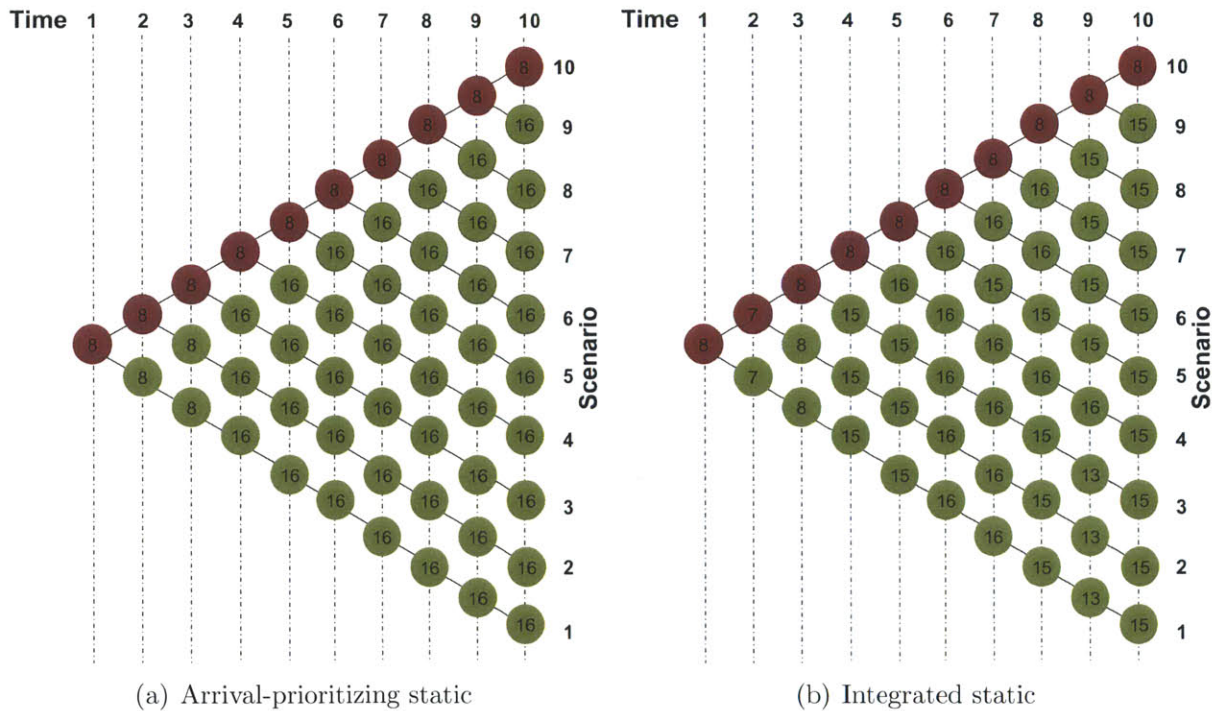 Time 1 2 3 4 5 6 7 8 9 10
8 10
8
8 16 9
8 16
8 16 16 8
8 16 16
8 16 16 16 7
8 16 16 16
8 16 16 16 16 6
8 8 16 16 16
8 16 16 16 16 5
8 16 16 16
16 16 16 16 4
16 16 16
16 16 16 3
16 16
16 16 2
16
16 1
Scenario
(a) Arrival-prioritizing static
Time 1 2 3 4 5 6 7 8 9 10
8 10
8
8 15 9
8 15
8 16 15 8
8 16 15
8 16 15 15 7
8 16 15 15
7 15 16 15 15 6
8 8 15 16 15
7 15 16 16 15 5
8 15 16 16
15 16 15 15 4
15 16 13
16 15 15 3
16 13
15 15 2
13
15 1
Scenario
(b) Integrated static